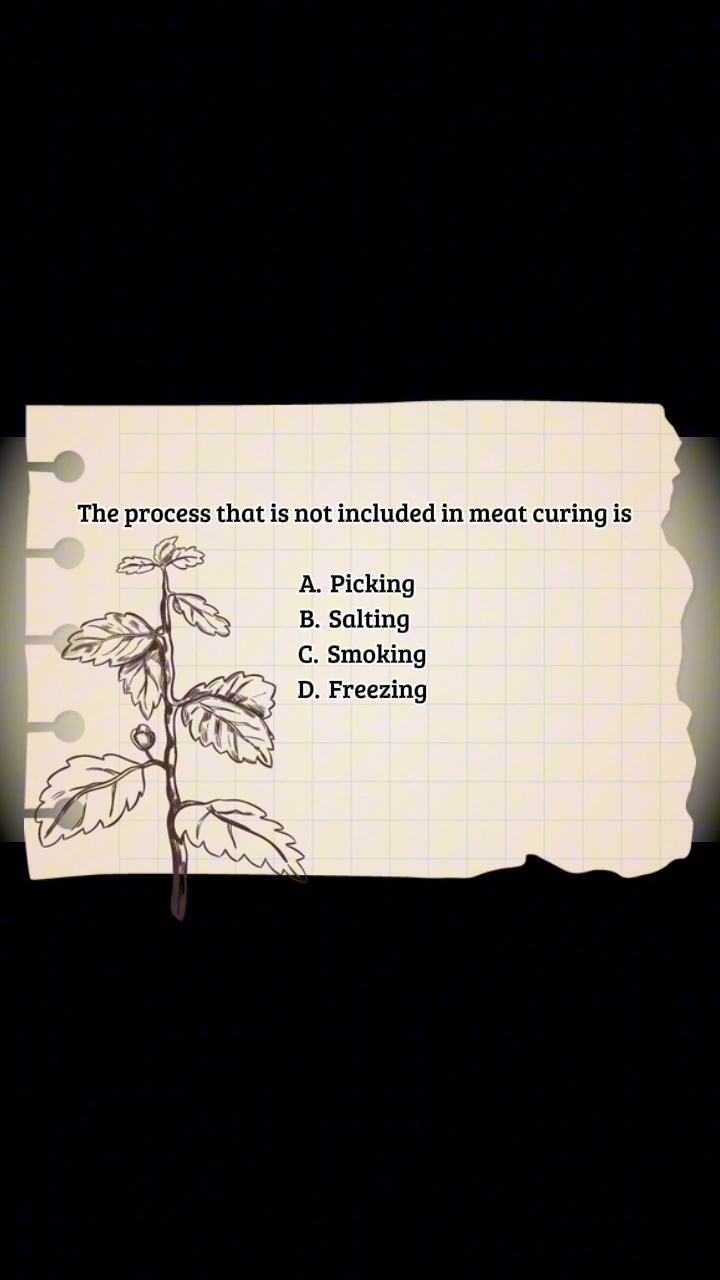 The process that is not included in meat curing is
A. Picking
B. Salting
C. Smoking
D. Freezing